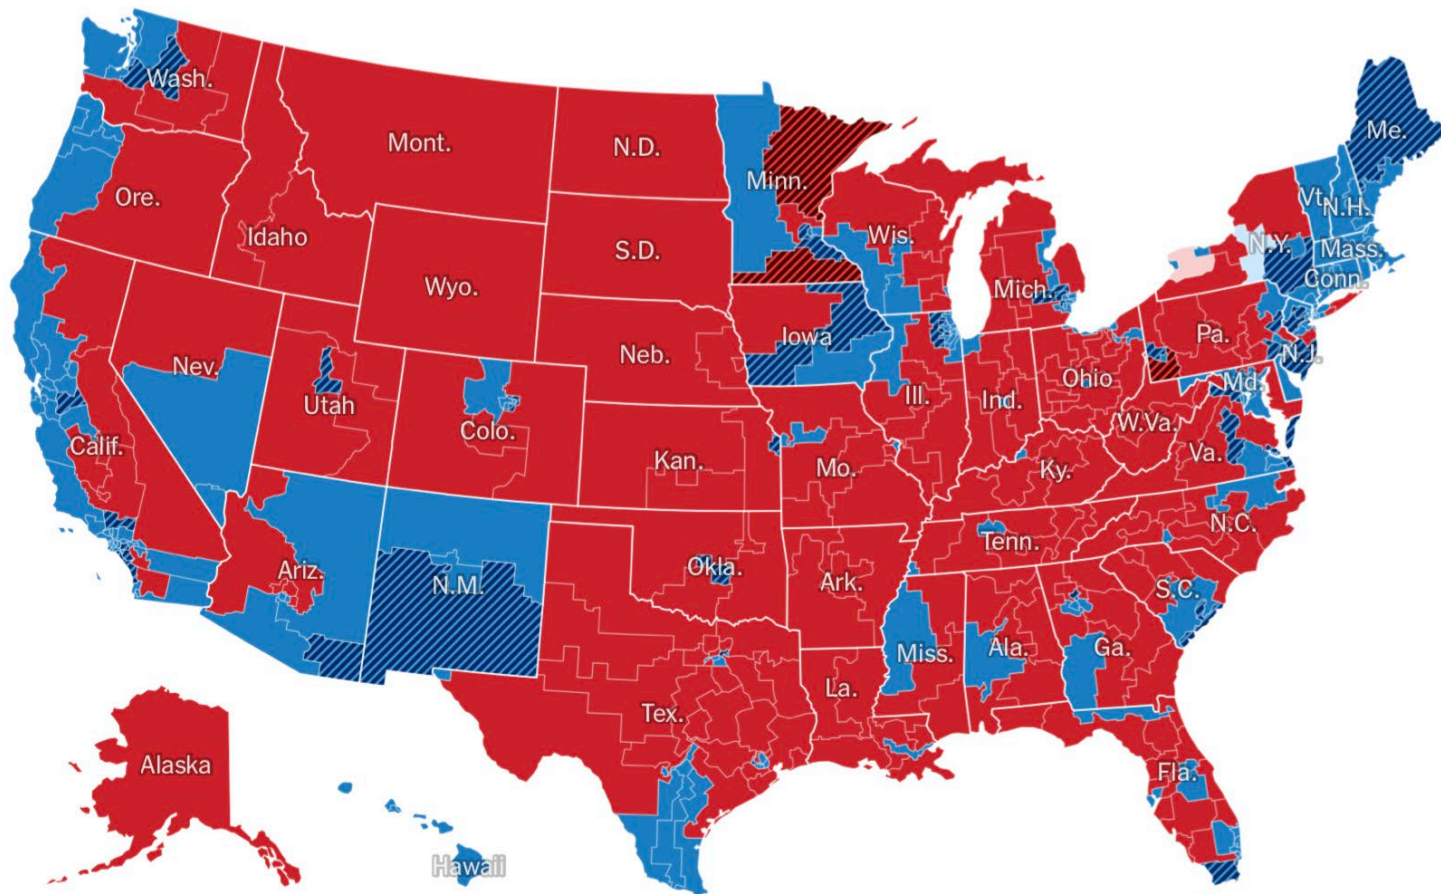 Wash.
Mont.
N.D.
Minn.
Me.
Ore.
Idaho
S.D.
Wis.
Vt.
N.H.
Wyo.
Mich.
N.Y.
Mass.
Conn.
Nev.
Utah
Colo.
Neb.
Iowa
Ill.
Ind.
Ohio
Pa.
N.J.
Md.
Calif.
Kan.
Mo.
Ky.
W.Va.
Va.
Ariz.
N.M.
Okla.
Ark.
Tenn.
N.C.
S.C.
Tex.
La.
Miss.
Ala.
Ga.
Fla.
Alaska
Hawaii